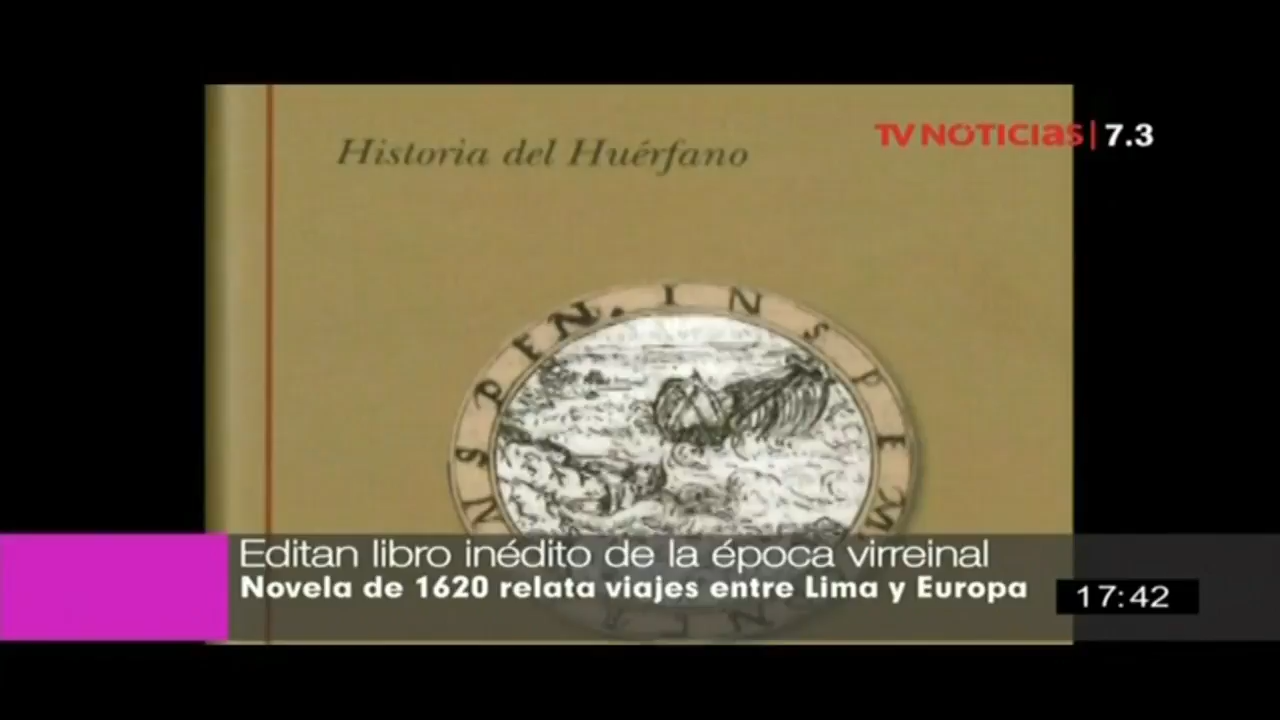 Historia del Huérfano
TV NOTICIAS | 7.3
SPEN. IN SPEM
Editan libro inédito de la época virreinal
Novela de 1620 relata viajes entre Lima y Europa
17:42